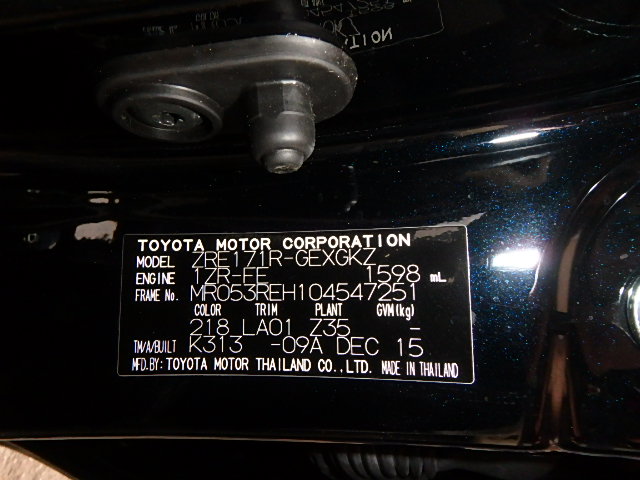 TOYOTA MOTOR CORPORATION
MODEL ZRE171R-GEXGKZ
ENGINE 1ZR-FE 1598 mL
FRAME No. MR053REH104547251
COLOR TRIM PLANT GVM(kg)
218 LA01 Z35 -
TM/A/BUILT K313 -09A DEC 15
MFD.BY: TOYOTA MOTOR THAILAND CO.,LTD. MADE IN THAILAND